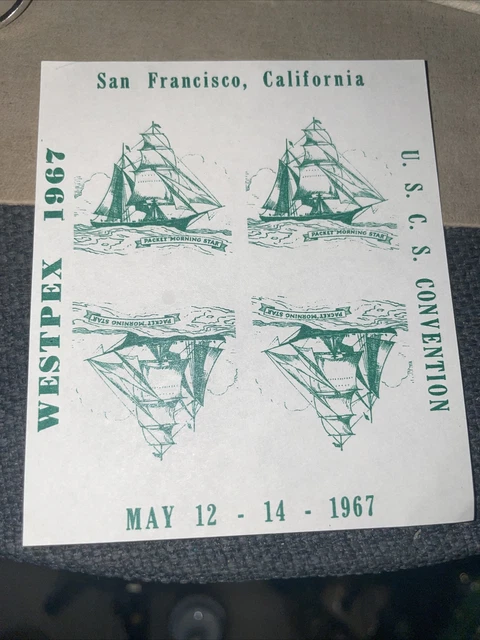 San Francisco, California
WESTPEX 1967
U. S. C. S. CONVENTION
PACKET MORNING STAR
PACKET MORNING STAR
PACKET MORNING STAR
PACKET MORNING STAR
MAY 12 - 14 - 1967